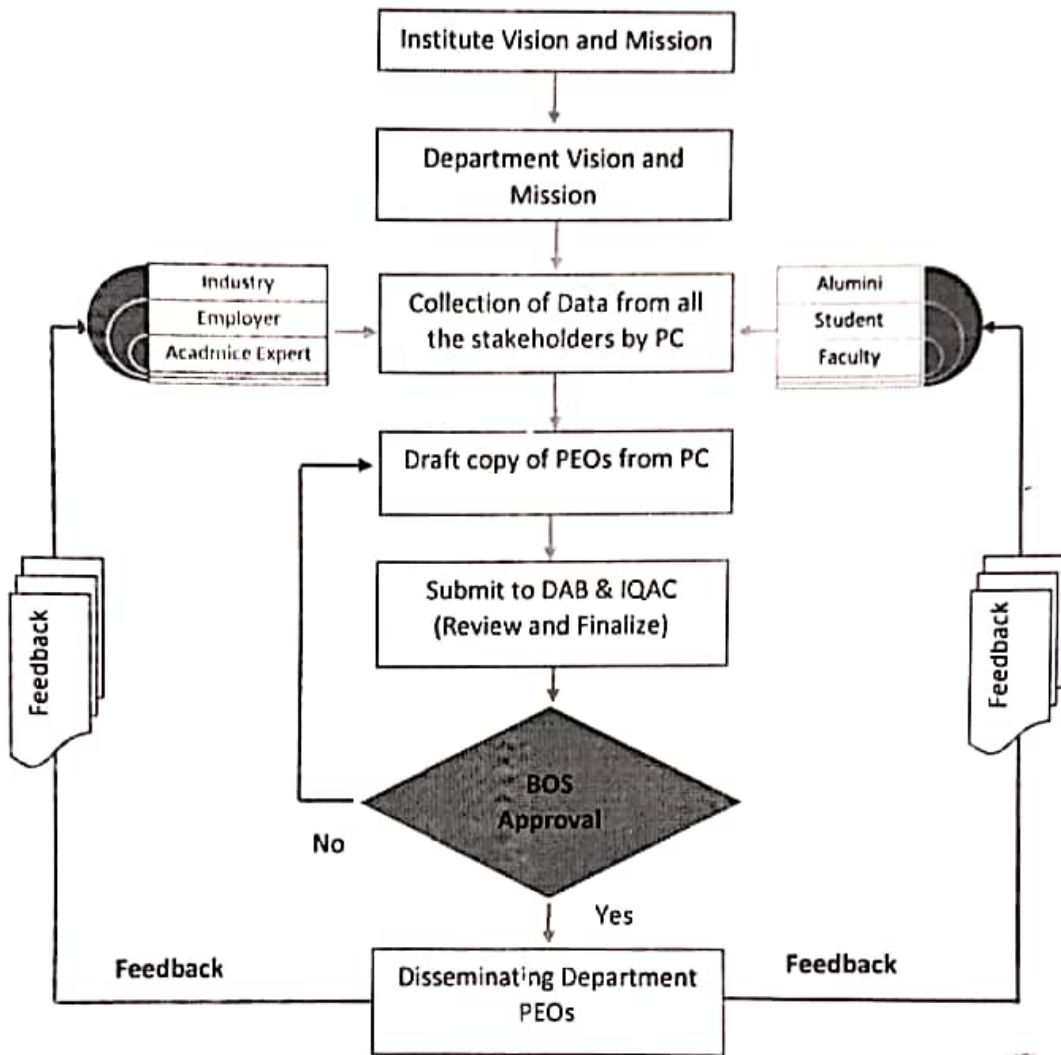 Institute Vision and Mission
Department Vision and
Mission
Industry
Employer
Acadmice Expert
Collection of Data from all
the stakeholders by PC
Alumini
Student
Faculty
Draft copy of PEOs from PC
Submit to DAB & IQAC
(Review and Finalize)
Feedback
Feedback
BOS
Approval
No
Yes
Feedback
Disseminating Department
PEOs
Feedback